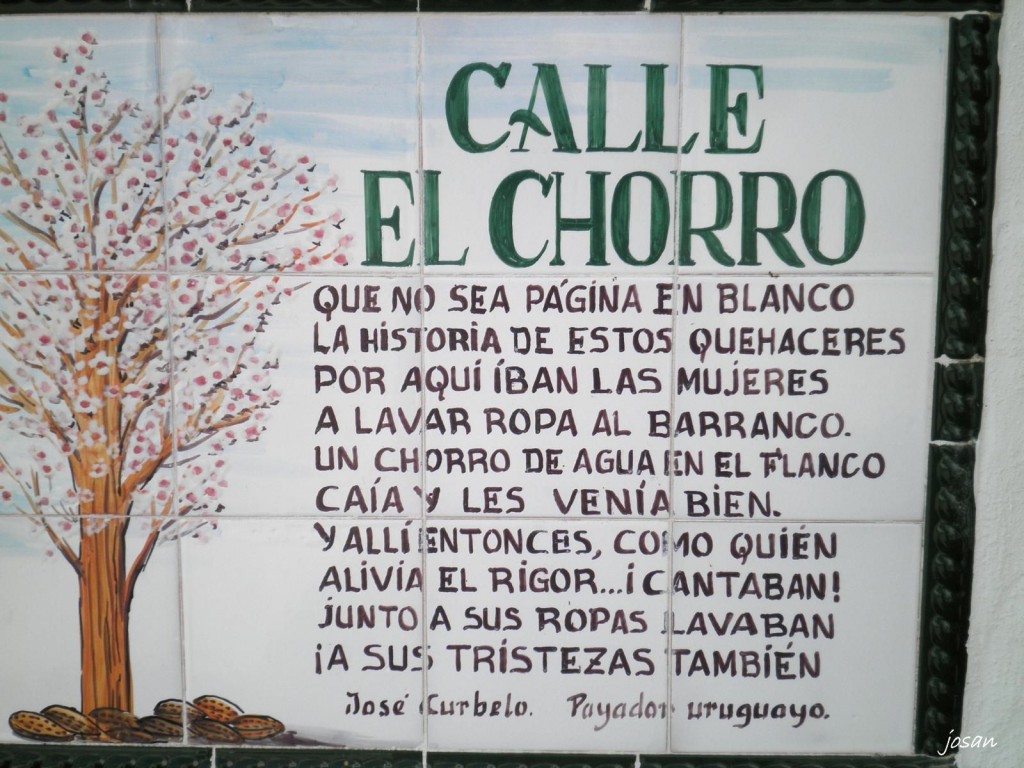 CALLE
EL CHORRO
QUE NO SEA PÁGINA EN BLANCO
LA HISTORIA DE ESTOS QUEHACERES
POR AQUÍ ÍBAN LAS MUJERES
A LAVAR ROPA AL BARRANCO.
UN CHORRO DE AGUA EN EL FLANCO
CAÍA Y LES VENÍA BIEN.
Y ALLÍ ENTONCES, COMO QUIÉN
ALIVIA EL RIGOR...¡CANTABAN!
JUNTO A SUS ROPAS LAVABAN
¡A SUS TRISTEZAS TAMBIÉN
José Curbelo. Payador uruguayo.
josan